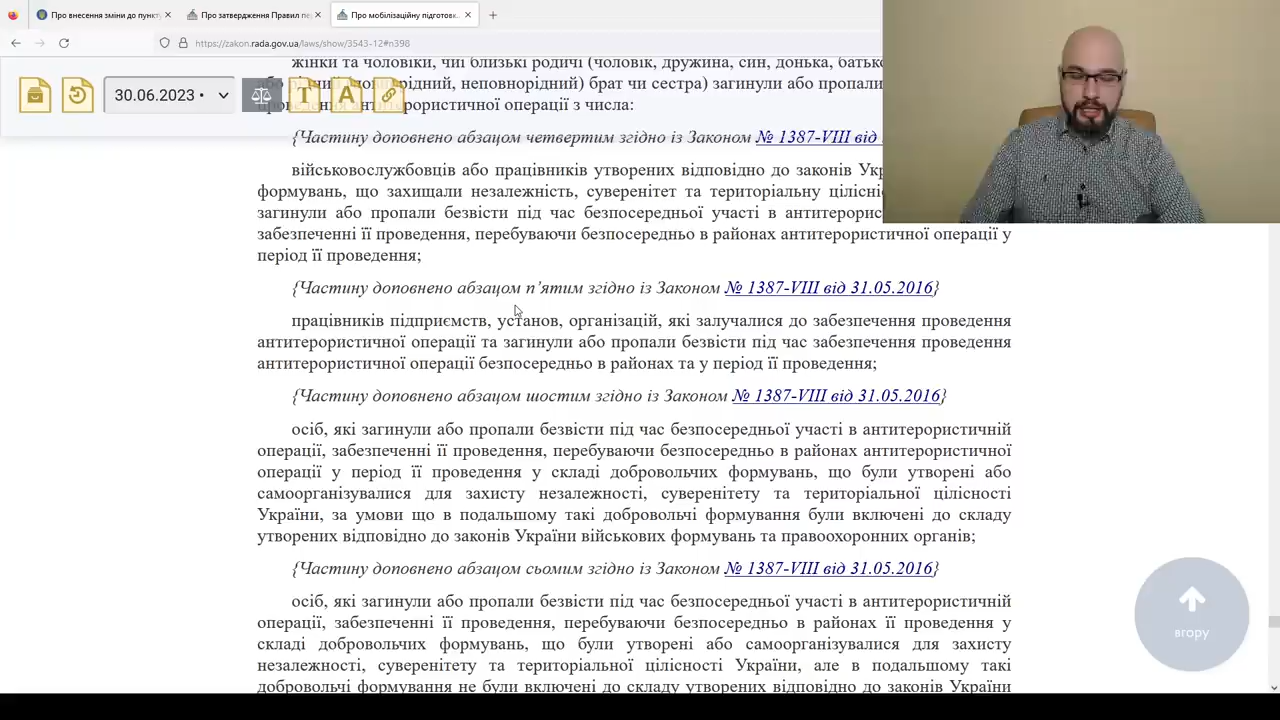 Про внесення зміни до пункт
Про затвердження Правил пе
Про мобілізаційну підготовк
https://zakon.rada.gov.ua/laws/show/3543-12#n398
жінки та чоловіки, чиї близькі родичі (чоловік, дружина, син, донька, батько
неповнорідний) брат чи сестра) загинули або пропали
антитерористичної операції з числа:
30.06.2023 •
{Частину доповнено абзацом четвертим згідно із Законом № 1387-VIII від
військовослужбовців або працівників утворених відповідно до законів Укр
формувань, що захищали незалежність, суверенітет та територіальну цілісн
загинули або пропали безвісти під час безпосередньої участі в антитерорис
забезпеченні її проведення, перебуваючи безпосередньо в районах антитерористичної операції у
період її проведення;
{Частину доповнено абзацом п’ятим згідно із Законом № 1387-VIII від 31.05.2016}
працівників підприємств, установ, організацій, які залучалися до забезпечення проведення
антитерористичної операції та загинули або пропали безвісти під час забезпечення проведення
антитерористичної операції безпосередньо в районах та у період її проведення;
{Частину доповнено абзацом шостим згідно із Законом № 1387-VIII від 31.05.2016}
осіб, які загинули або пропали безвісти під час безпосередньої участі в антитерористичній
операції, забезпеченні її проведення, перебуваючи безпосередньо в районах антитерористичної
операції у період її проведення у складі добровольчих формувань, що були утворені або
самоорганізувалися для захисту незалежності, суверенітету та територіальної цілісності
України, за умови що в подальшому такі добровольчі формування були включені до складу
утворених відповідно до законів України військових формувань та правоохоронних органів;
{Частину доповнено абзацом сьомим згідно із Законом № 1387-VIII від 31.05.2016}
осіб, які загинули або пропали безвісти під час безпосередньої участі в антитерористичній
операції, забезпеченні її проведення, перебуваючи безпосередньо в районах її проведення у
складі добровольчих формувань, що були утворені або самоорганізувалися для захисту
незалежності, суверенітету та територіальної цілісності України, але в подальшому такі
добровольчі формування не були включені до складу утворених відповідно до законів України
вгору